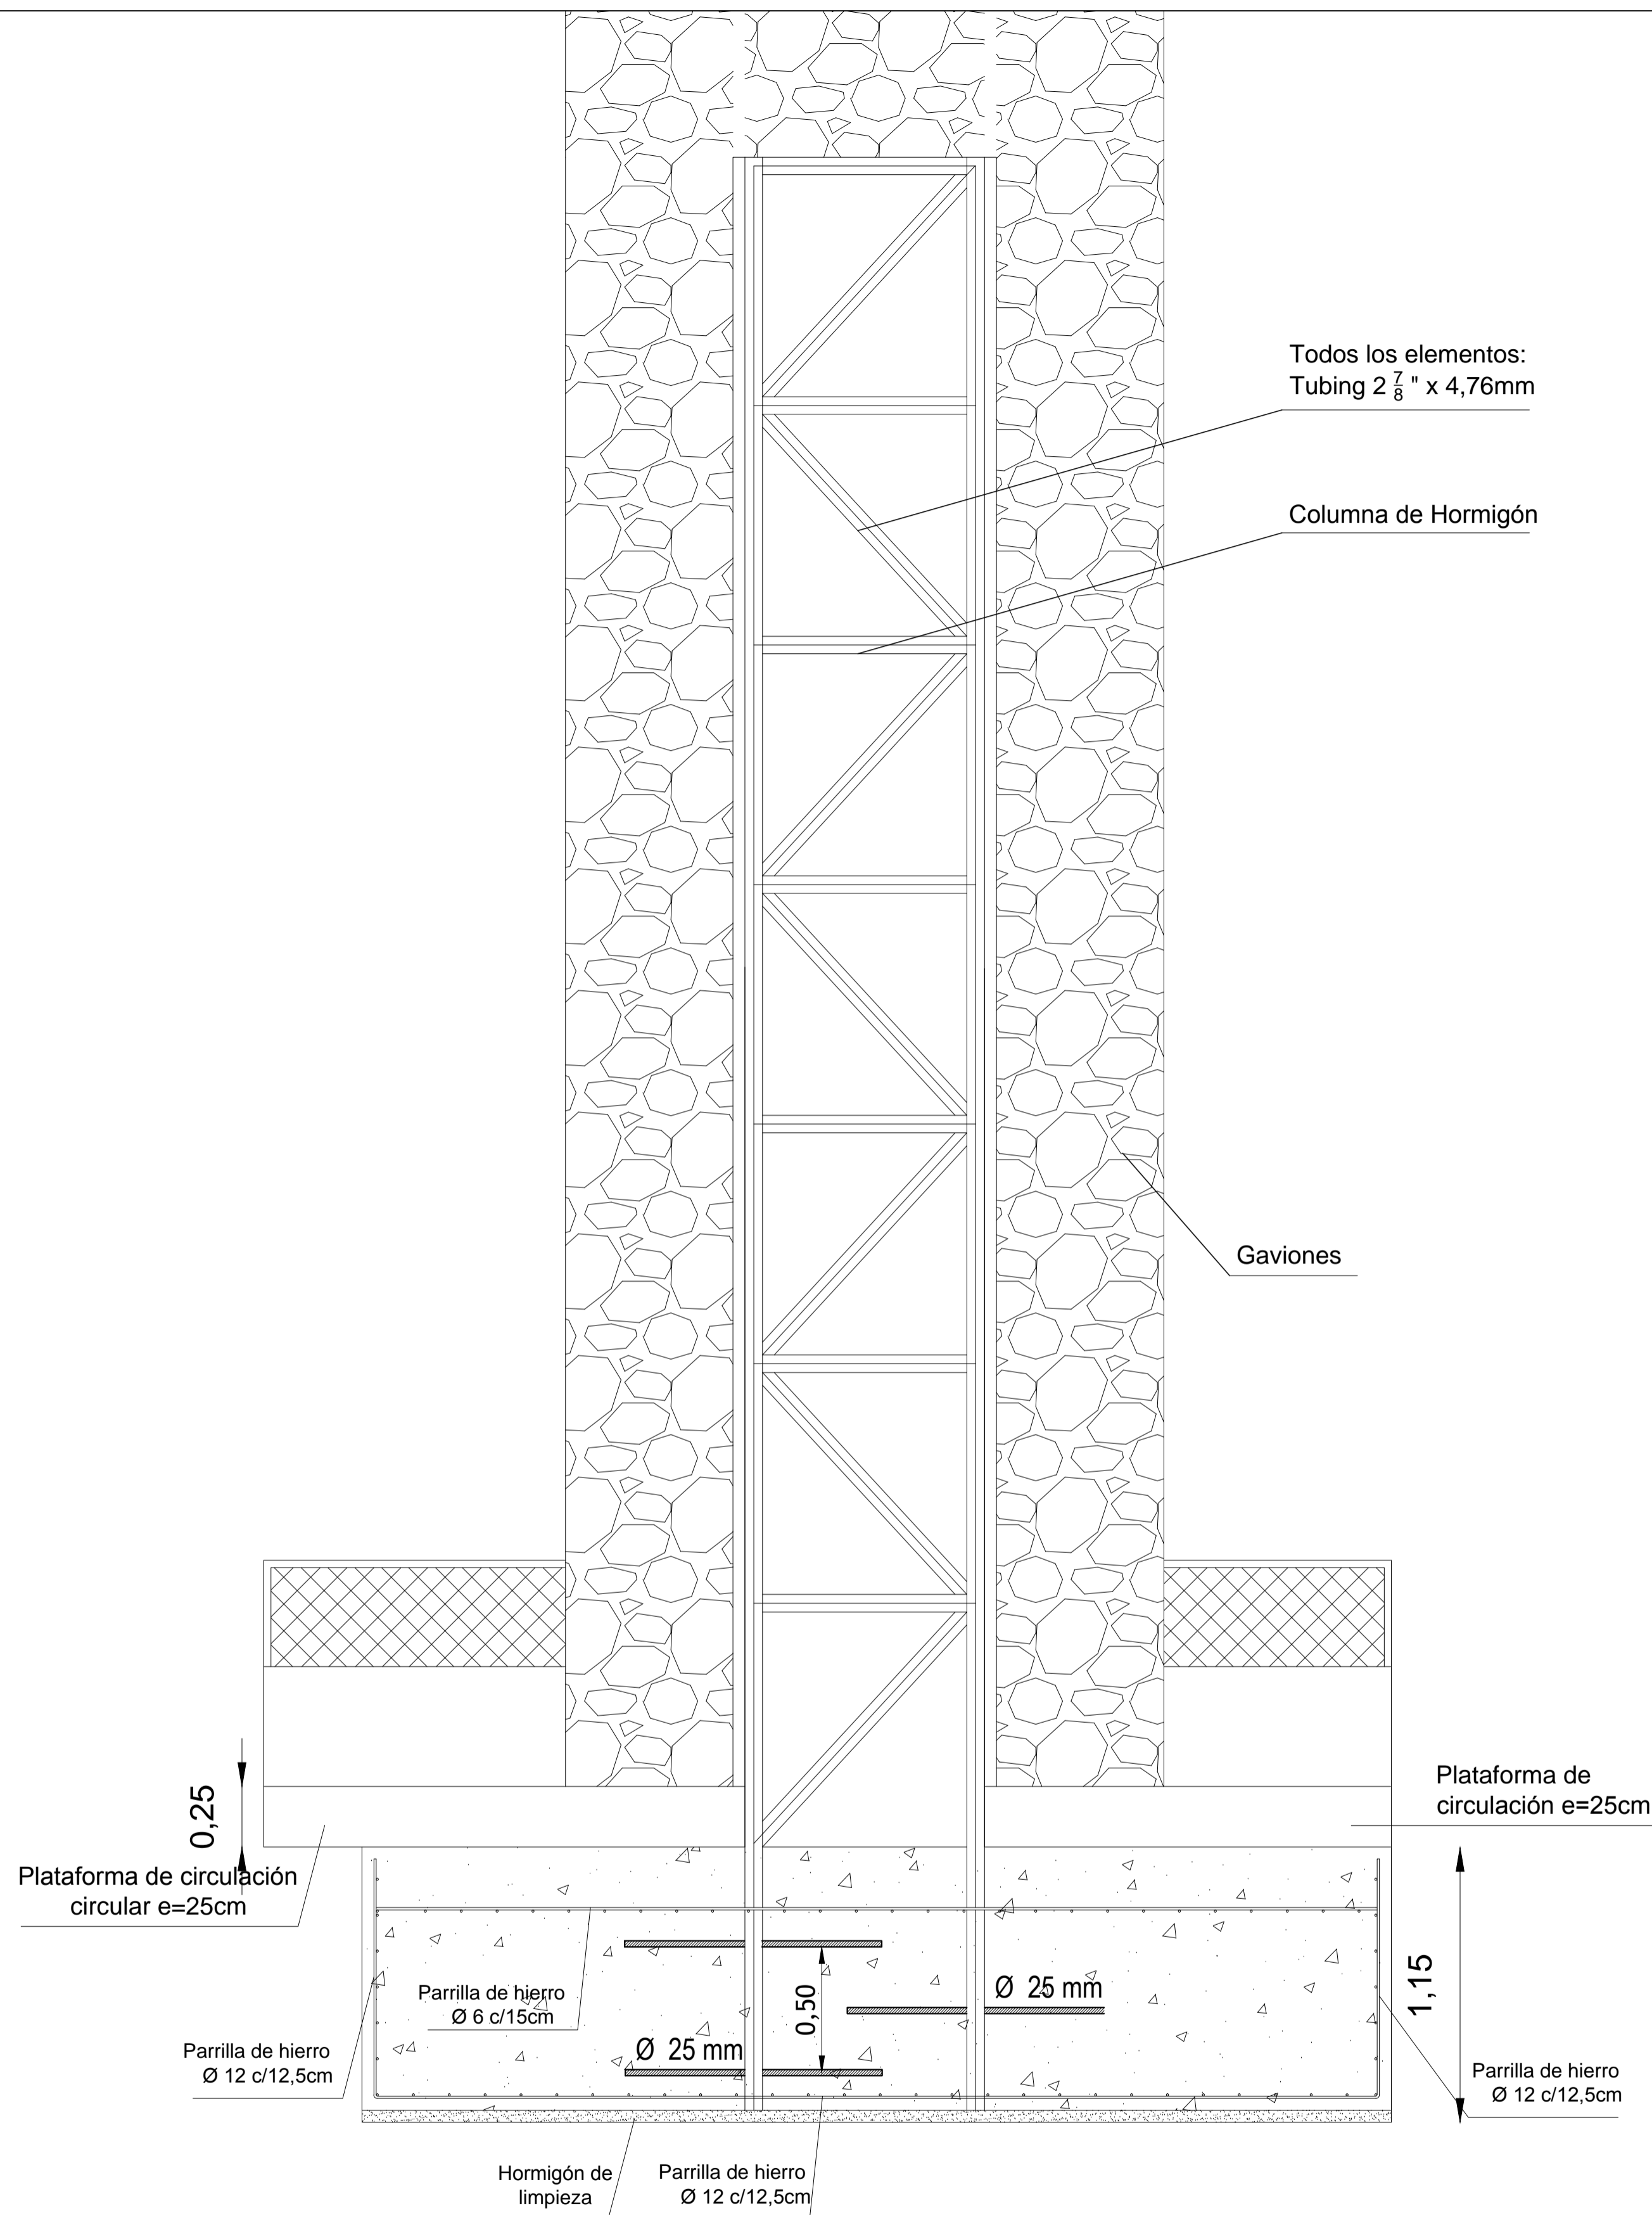 Todos los elementos:
Tubing 2 7/8 " x 4,76mm
Columna de Hormigón
Gaviones
Plataforma de
circulación e=25cm
0,25
Plataforma de circulación
circular e=25cm
Parrilla de hierro
Ø 6 c/15cm
0,50
Ø 25 mm
Ø 25 mm
1,15
Parrilla de hierro
Ø 12 c/12,5cm
Parrilla de hierro
Ø 12 c/12,5cm
Hormigón de
limpieza
Parrilla de hierro
Ø 12 c/12,5cm